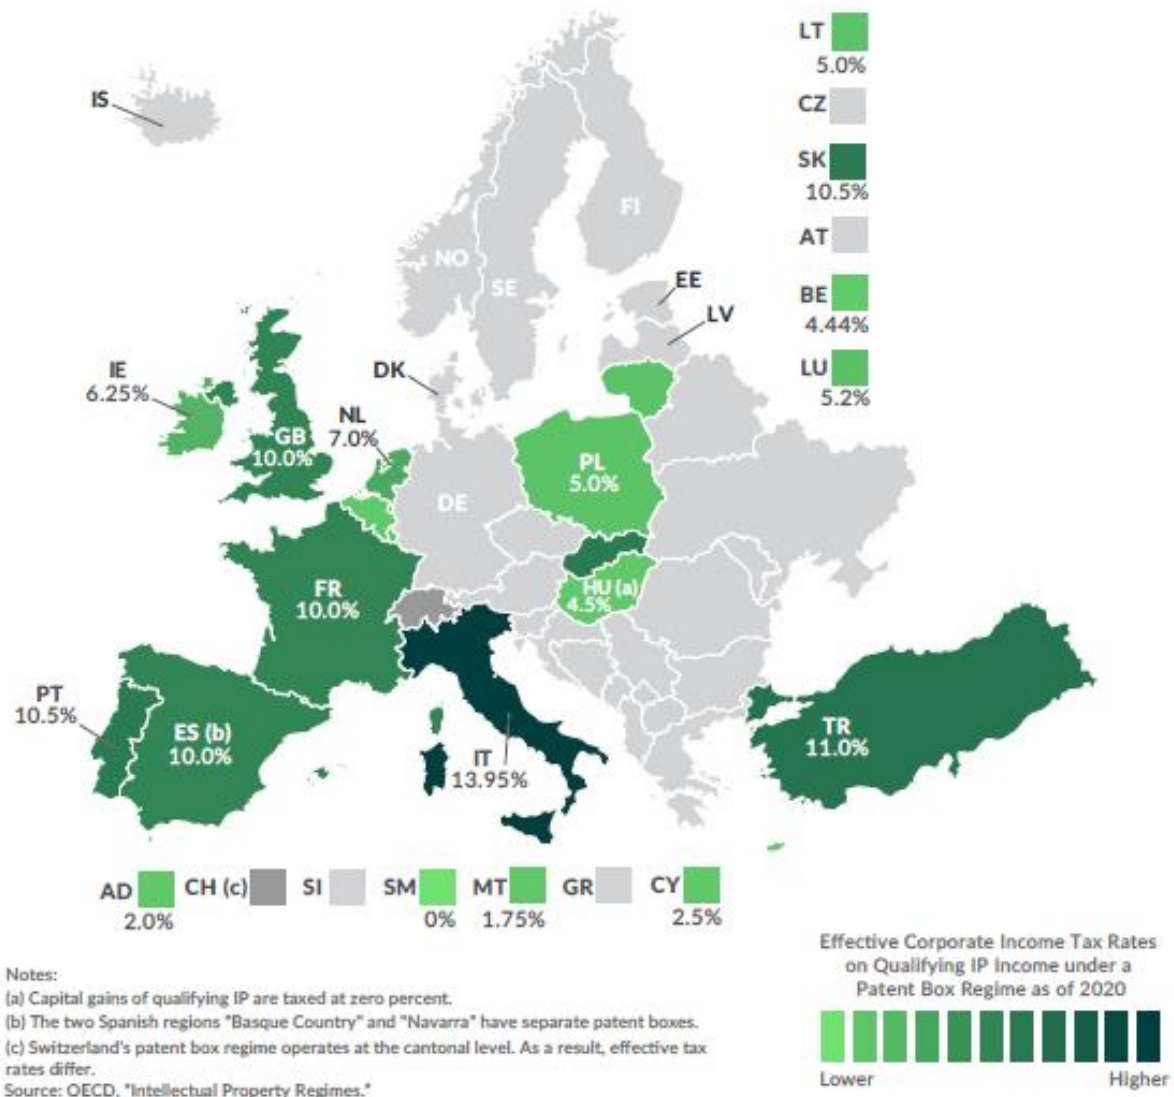 LT
5.0%
IS
CZ
SK
10.5%
FI
AT
NO
SE
EE
BE
4.44%
LV
IE
6.25%
DK
LU
5.2%
NL
7.0%
GB
10.0%
PL
5.0%
DE
FR
10.0%
HU (a)
4.5%
PT
10.5%
ES (b)
10.0%
IT
13.95%
TR
11.0%
AD
2.0%
CH (c)
SI
SM
0%
MT
1.75%
GR
CY
2.5%
Effective Corporate Income Tax Rates
on Qualifying IP Income under a
Patent Box Regime as of 2020
Lower
Higher
Notes:
(a) Capital gains of qualifying IP are taxed at zero percent.
(b) The two Spanish regions "Basque Country" and "Navarra" have separate patent boxes.
(c) Switzerland's patent box regime operates at the cantonal level. As a result, effective tax
rates differ.
Source: OECD, "Intellectual Property Regimes."